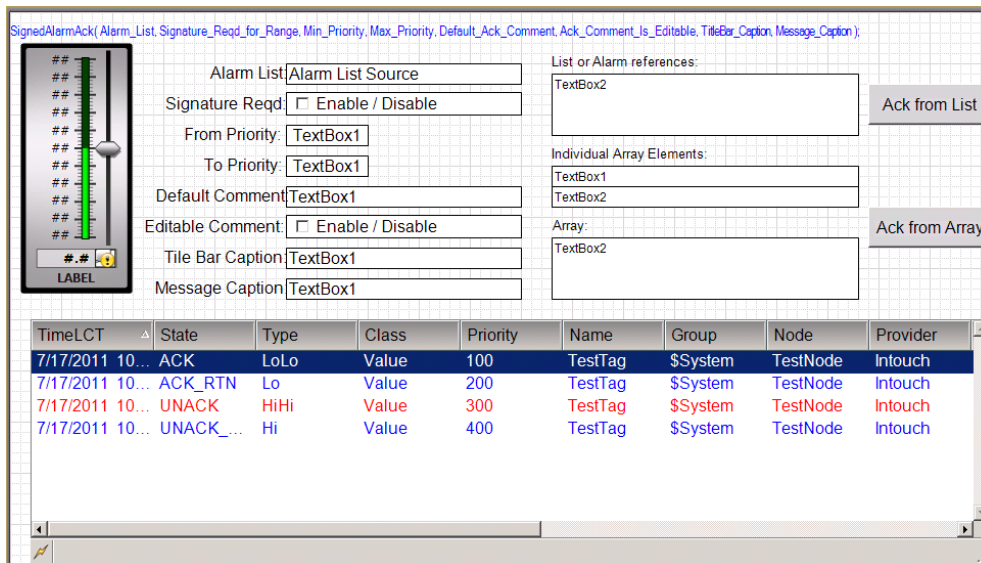 SignedAlarmAck( Alarm_List, Signature_Reqd_for_Range, Min_Priority, Max_Priority, Default_Ack_Comment, Ack_Comment_Is_Editable, TitleBar_Caption, Message_Caption );
##
##
##
##
##
##
##
##
##
##
##
#.#
LABEL
Alarm List: Alarm List Source
Signature Reqd: Enable / Disable
From Priority: TextBox1
To Priority: TextBox1
Default Comment TextBox1
Editable Comment: Enable / Disable
Tile Bar Caption: TextBox1
Message Caption TextBox1
List or Alarm references:
TextBox2
Individual Array Elements:
TextBox1
TextBox2
Array:
TextBox2
Ack from List
Ack from Array
TimeLCT State Type Class Priority Name Group Node Provider
7/17/2011 10... ACK LoLo Value 100 TestTag $System TestNode Intouch
7/17/2011 10... ACK_RTN Lo Value 200 TestTag $System TestNode Intouch
7/17/2011 10... UNACK HiHi Value 300 TestTag $System TestNode Intouch
7/17/2011 10... UNACK_... Hi Value 400 TestTag $System TestNode Intouch